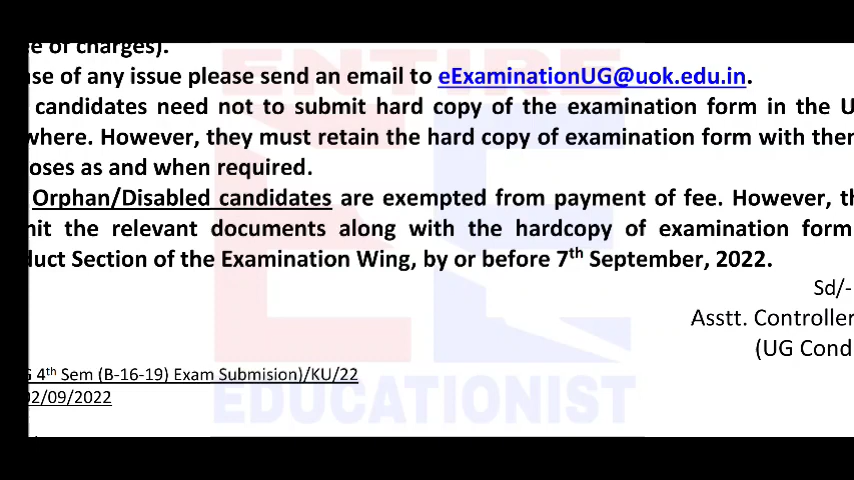 e of charges).
ase of any issue please send an email to eExaminationUG@uok.edu.in.
candidates need not to submit hard copy of the examination form in the U
where. However, they must retain the hard copy of examination form with then
oses as and when required.
Orphan/Disabled candidates are exempted from payment of fee. However, th
mit the relevant documents along with the hardcopy of examination form
duct Section of the Examination Wing, by or before 7th September, 2022.
Sd/-
Asstt. Controller
(UG Cond
G 4th Sem (B-16-19) Exam Submision)/KU/22
02/09/2022
ENTIRE
EE
EDUCATIONIST